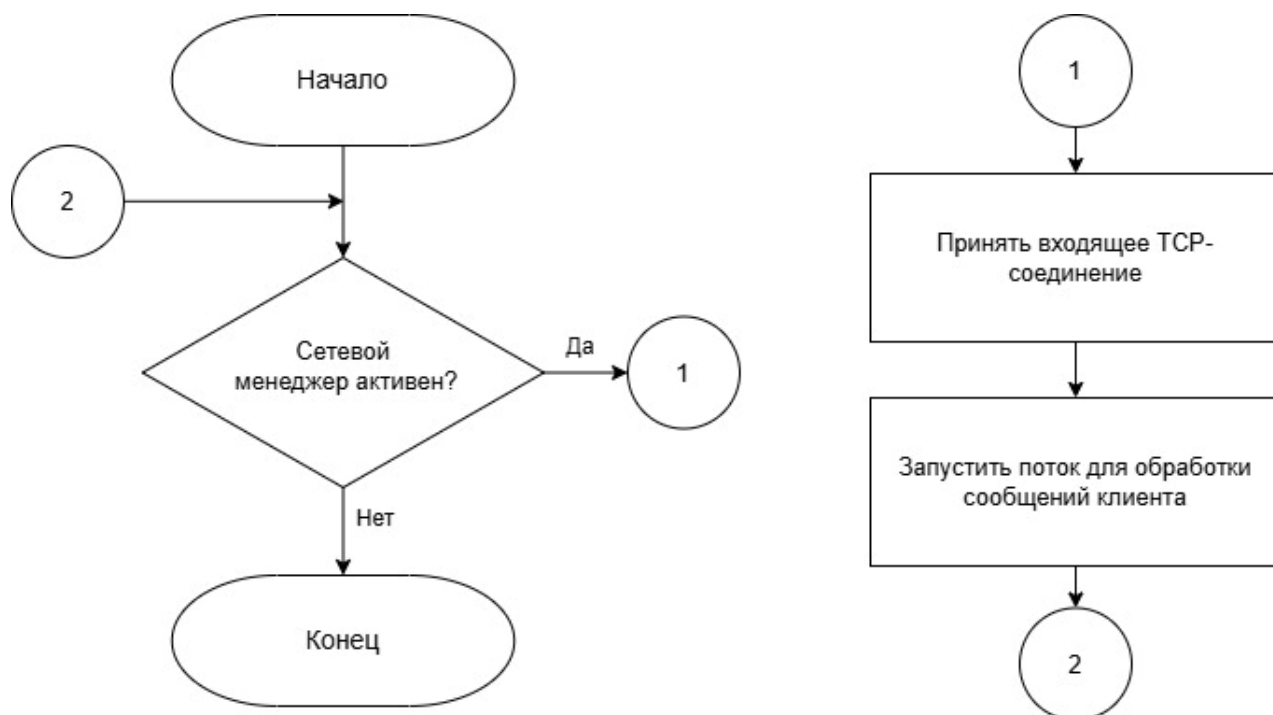 Начало
2
Сетевой
менеджер активен?
Да
1
Нет
Конец
1
Принять входящее TCP-
соединение
Запустить поток для обработки
сообщений клиента
2